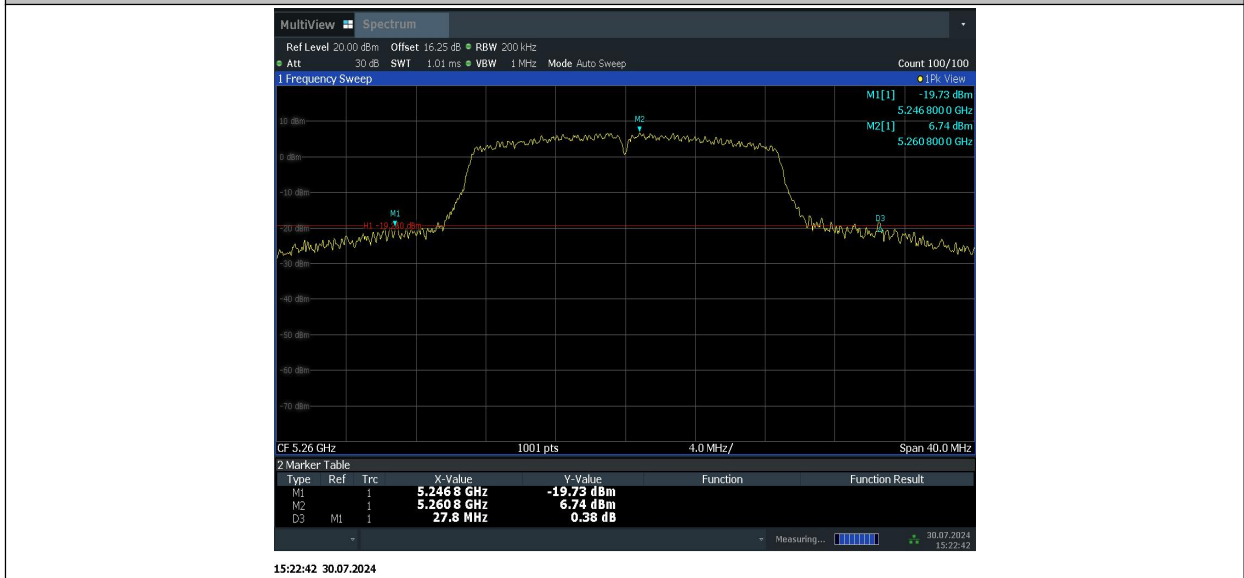 MultiView Spectrum
Ref Level 20.00 dBm Offset 16.25 dB RBW 200 kHz
Att 30 dB SWT 1.01 ms VBW 1 MHz Mode Auto Sweep Count 100/100
1 Frequency Sweep 1Pk View
M1[1] -19.73 dBm
5.246 800 0 GHz
M2[1] 6.74 dBm
5.260 800 0 GHz
M2
10 dBm
0 dBm
-10 dBm
M1
D3
-20 dBm
-30 dBm
-40 dBm
-50 dBm
-60 dBm
-70 dBm
CF 5.26 GHz 1001 pts 4.0 MHz/ Span 40.0 MHz
2 Marker Table
Type Ref Trc X-Value Y-Value Function Function Result
M1 1 5.246 8 GHz -19.73 dBm
M2 1 5.260 8 GHz 6.74 dBm
D3 M1 1 27.8 MHz 0.38 dB
Measuring... 30.07.2024
15:22:42
15:22:42 30.07.2024